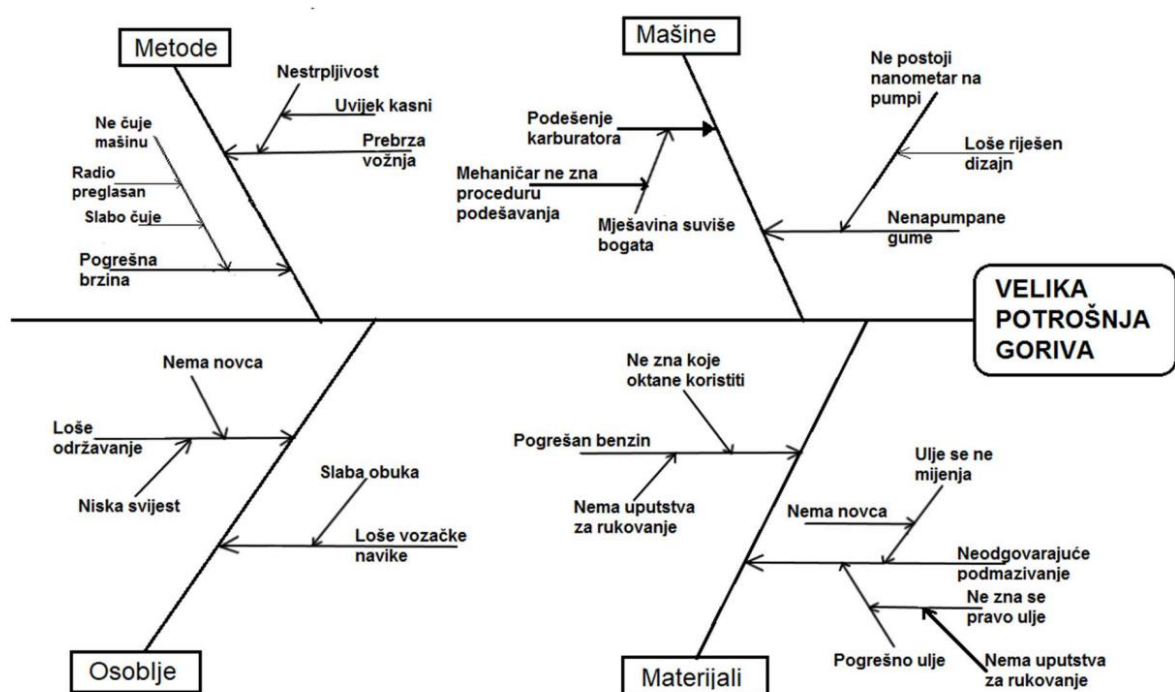 Metode
Nestrpljivost
Uvijek kasni
Prebrza
vožnja
Ne čuje
mašinu
Radio
preglasan
Slabo čuje
Pogrešna
brzina
Mašine
Podešenje
karburatora
Mehaničar ne zna
proceduru
podešavanja
Mješavina suviše
bogata
Ne postoji
nanometar na
pumpi
Loše riješen
dizajn
Nenapumpane
gume
VELIKA
POTROŠNJA
GORIVA
Nema novca
Loše
održavanje
Niska svijest
Slaba obuka
Loše vozačke
navike
Osoblje
Ne zna koje
oktane koristiti
Pogrešan benzin
Nema uputstva
za rukovanje
Ulje se ne
mijenja
Nema novca
Neodgovarajuće
podmazivanje
Ne zna se
pravo ulje
Pogrešno ulje
Nema uputstva
za rukovanje
Materijali